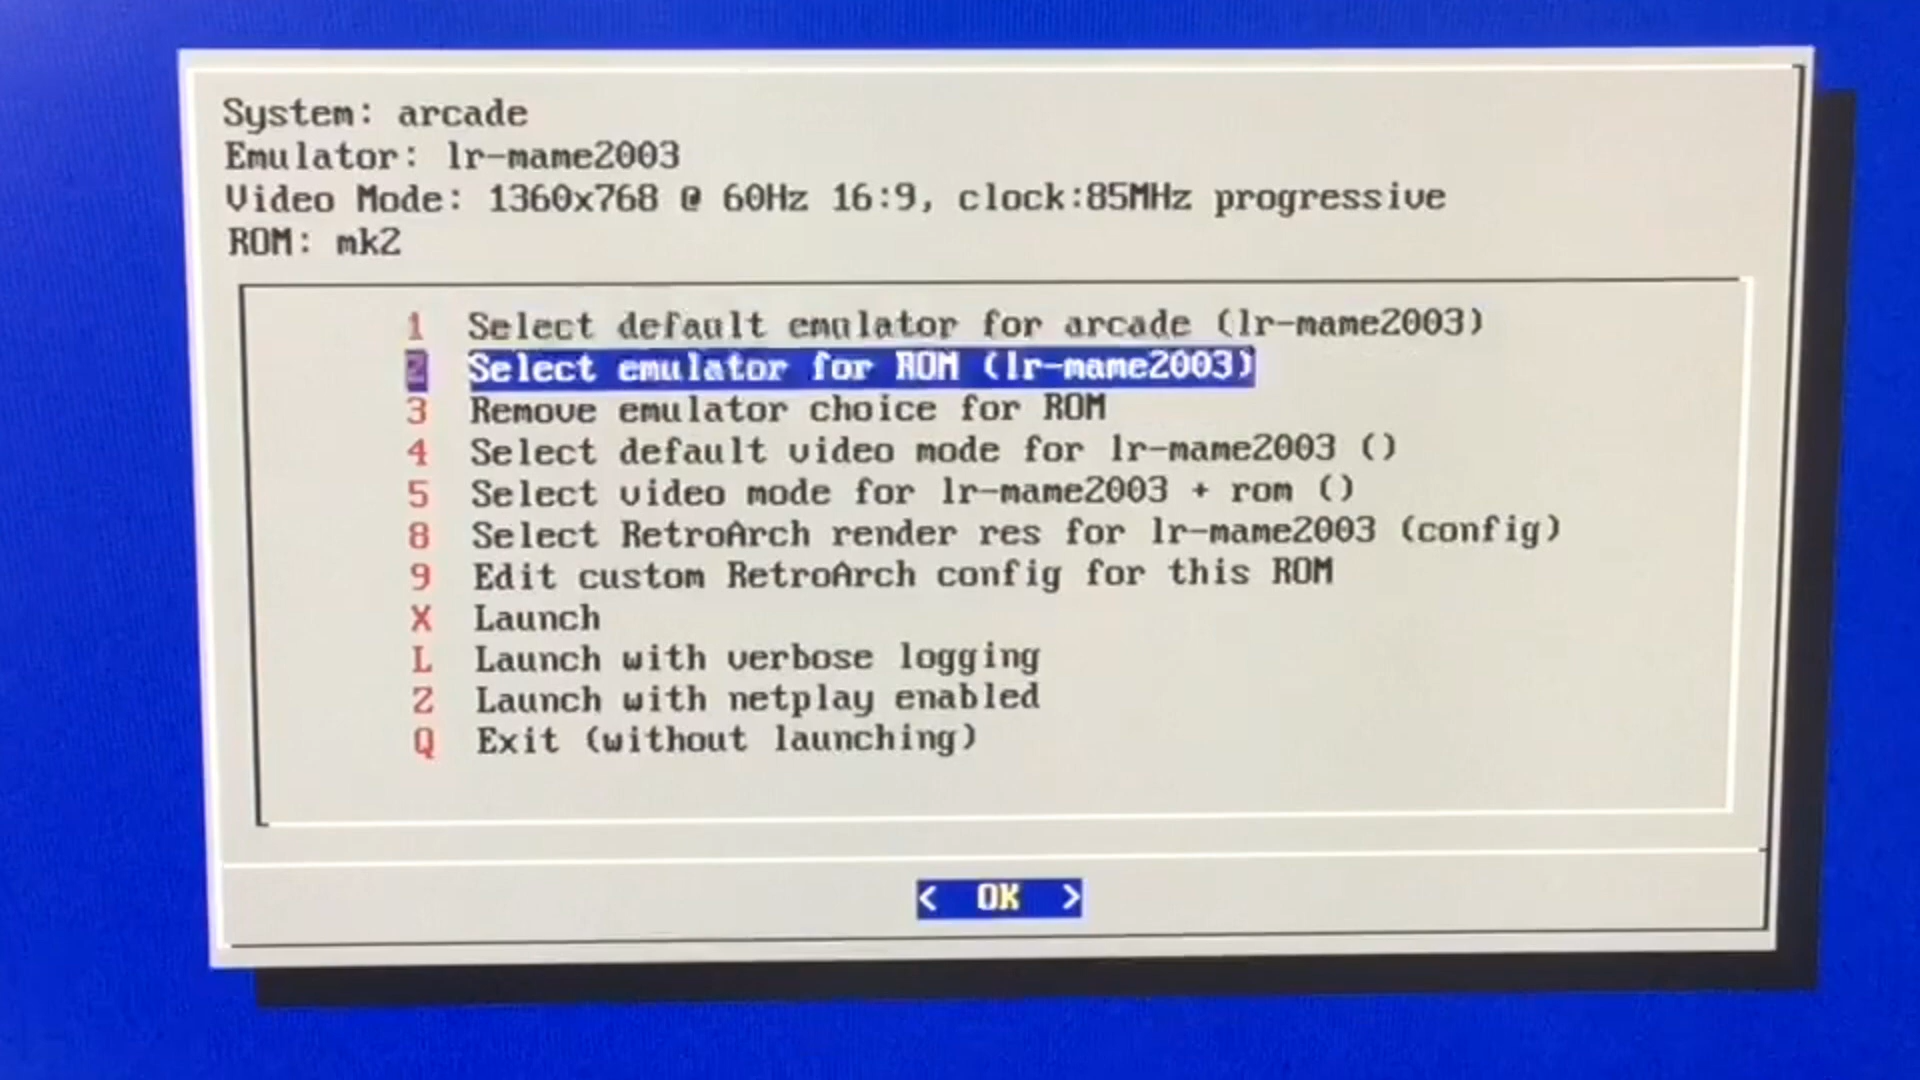 System: arcade
Emulator: lr-mame2003
Video Mode: 1360x768 @ 60Hz 16:9, clock:85MHz progressive
ROM: mk2
1 Select default emulator for arcade (lr-mame2003)
2 Select emulator for ROM (lr-mame2003)
3 Remove emulator choice for ROM
4 Select default video mode for lr-mame2003 ()
5 Select video mode for lr-mame2003 + rom ()
8 Select RetroArch render res for lr-mame2003 (config)
9 Edit custom RetroArch config for this ROM
X Launch
L Launch with verbose logging
Z Launch with netplay enabled
Q Exit (without launching)
< OK >